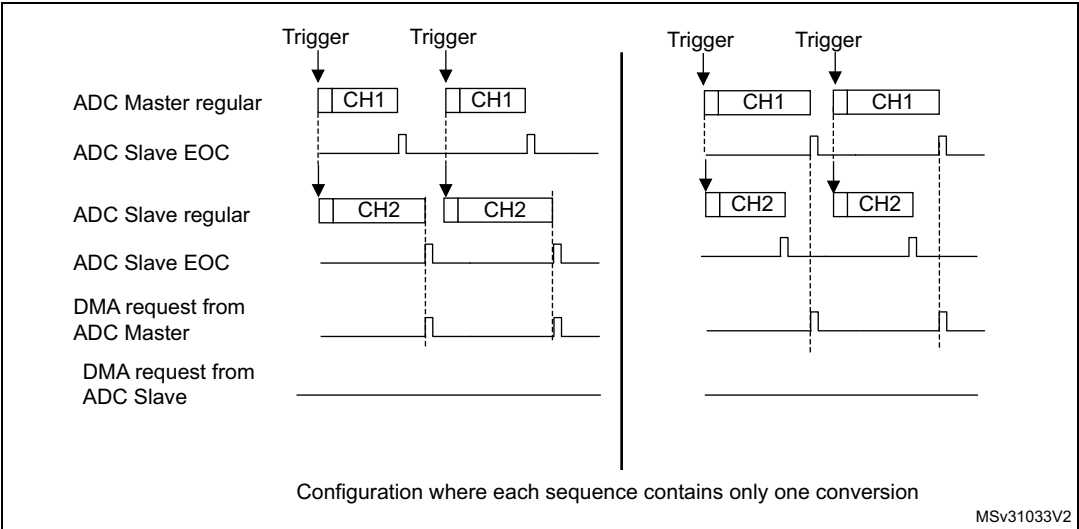 Trigger Trigger Trigger Trigger
ADC Master regular CH1 CH1 CH1 CH1
ADC Slave EOC
ADC Slave regular CH2 CH2 CH2 CH2
ADC Slave EOC
DMA request from
ADC Master
DMA request from
ADC Slave
Configuration where each sequence contains only one conversion
MSv31033V2